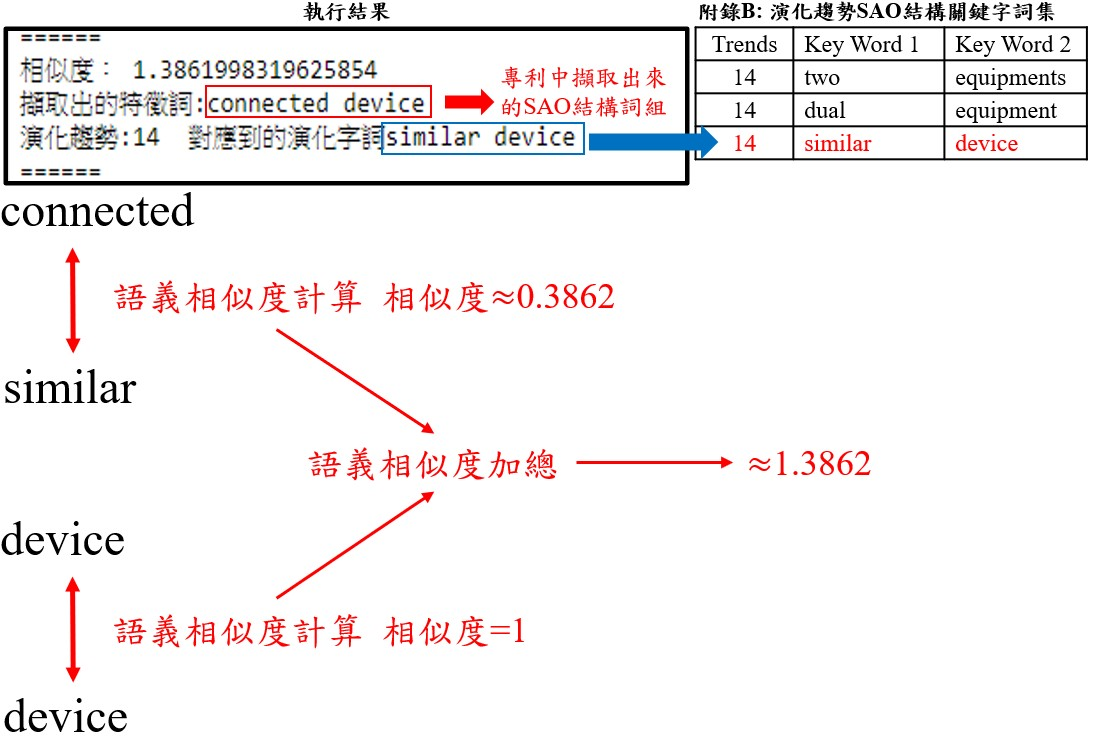 執行結果
======
相似度： 1.3861998319625854
擷取出的特徵詞:connected device
演化趨勢:14 對應到的演化字詞similar device
======
專利中擷取出來
的SAO結構詞組
附錄B: 演化趨勢SAO結構關鍵字詞集
Trends Key Word 1 Key Word 2
14 two equipments
14 dual equipment
14 similar device
connected
語義相似度計算 相似度≈0.3862
similar
語義相似度加總 ≈1.3862
device
語義相似度計算 相似度=1
device